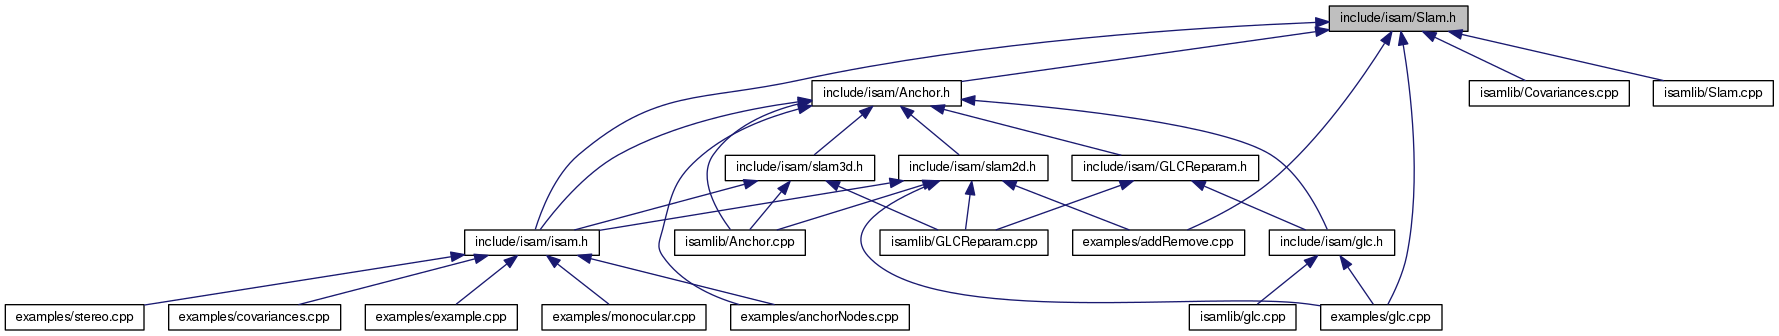 include/isam/Slam.h
include/isam/Anchor.h
isamlib/Covariances.cpp
isamlib/Slam.cpp
include/isam/slam3d.h
include/isam/slam2d.h
include/isam/GLCReparam.h
include/isam/isam.h
isamlib/Anchor.cpp
isamlib/GLCReparam.cpp
examples/addRemove.cpp
include/isam/glc.h
examples/stereo.cpp
examples/covariances.cpp
examples/example.cpp
examples/monocular.cpp
examples/anchorNodes.cpp
isamlib/glc.cpp
examples/glc.cpp